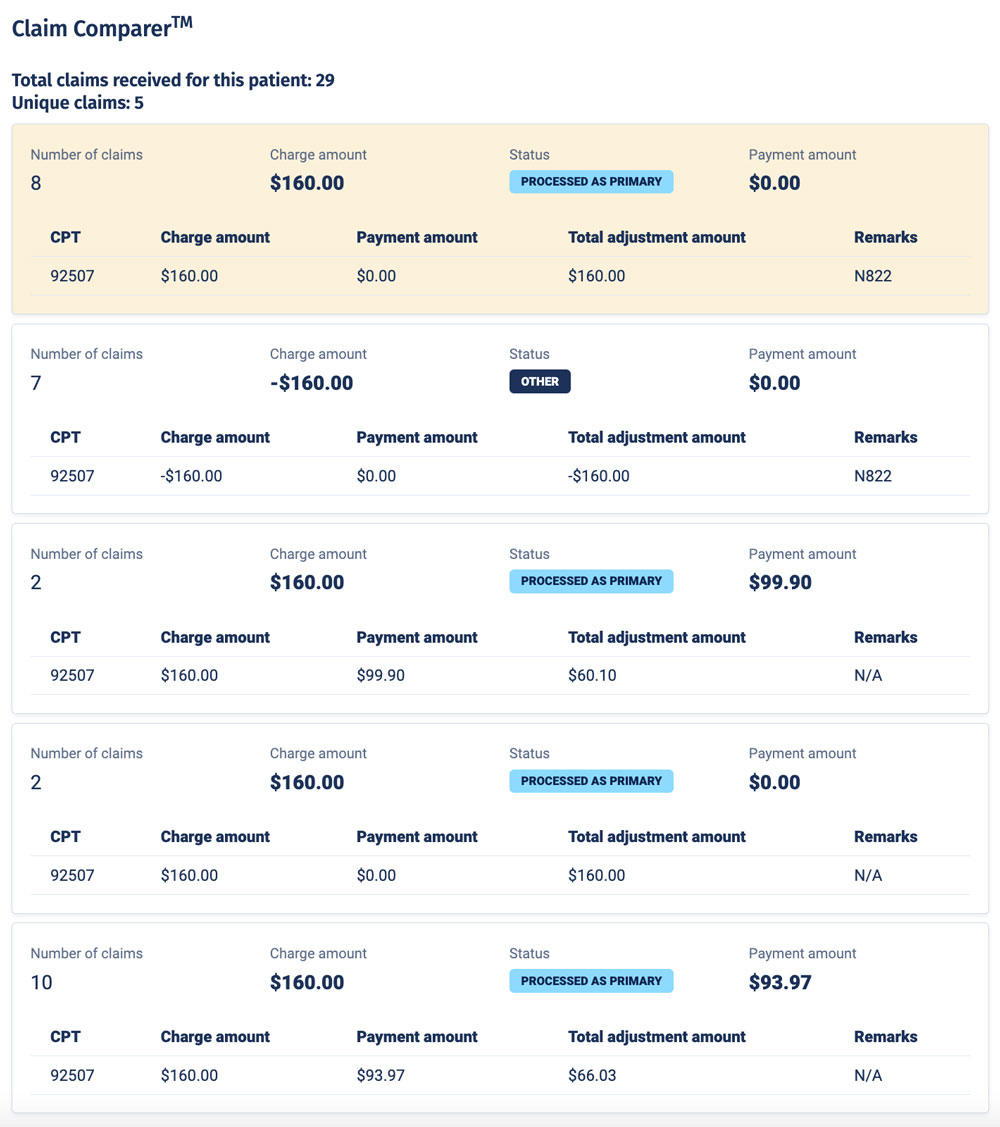 Claim Comparer™
Total claims received for this patient: 29
Unique claims: 5
Number of claims Charge amount Status Payment amount
8 $160.00 PROCESSED AS PRIMARY $0.00
CPT Charge amount Payment amount Total adjustment amount Remarks
92507 $160.00 $0.00 $160.00 N822
Number of claims Charge amount Status Payment amount
7 -$160.00 OTHER $0.00
CPT Charge amount Payment amount Total adjustment amount Remarks
92507 -$160.00 $0.00 -$160.00 N822
Number of claims Charge amount Status Payment amount
2 $160.00 PROCESSED AS PRIMARY $99.90
CPT Charge amount Payment amount Total adjustment amount Remarks
92507 $160.00 $99.90 $60.10 N/A
Number of claims Charge amount Status Payment amount
2 $160.00 PROCESSED AS PRIMARY $0.00
CPT Charge amount Payment amount Total adjustment amount Remarks
92507 $160.00 $0.00 $160.00 N/A
Number of claims Charge amount Status Payment amount
10 $160.00 PROCESSED AS PRIMARY $93.97
CPT Charge amount Payment amount Total adjustment amount Remarks
92507 $160.00 $93.97 $66.03 N/A